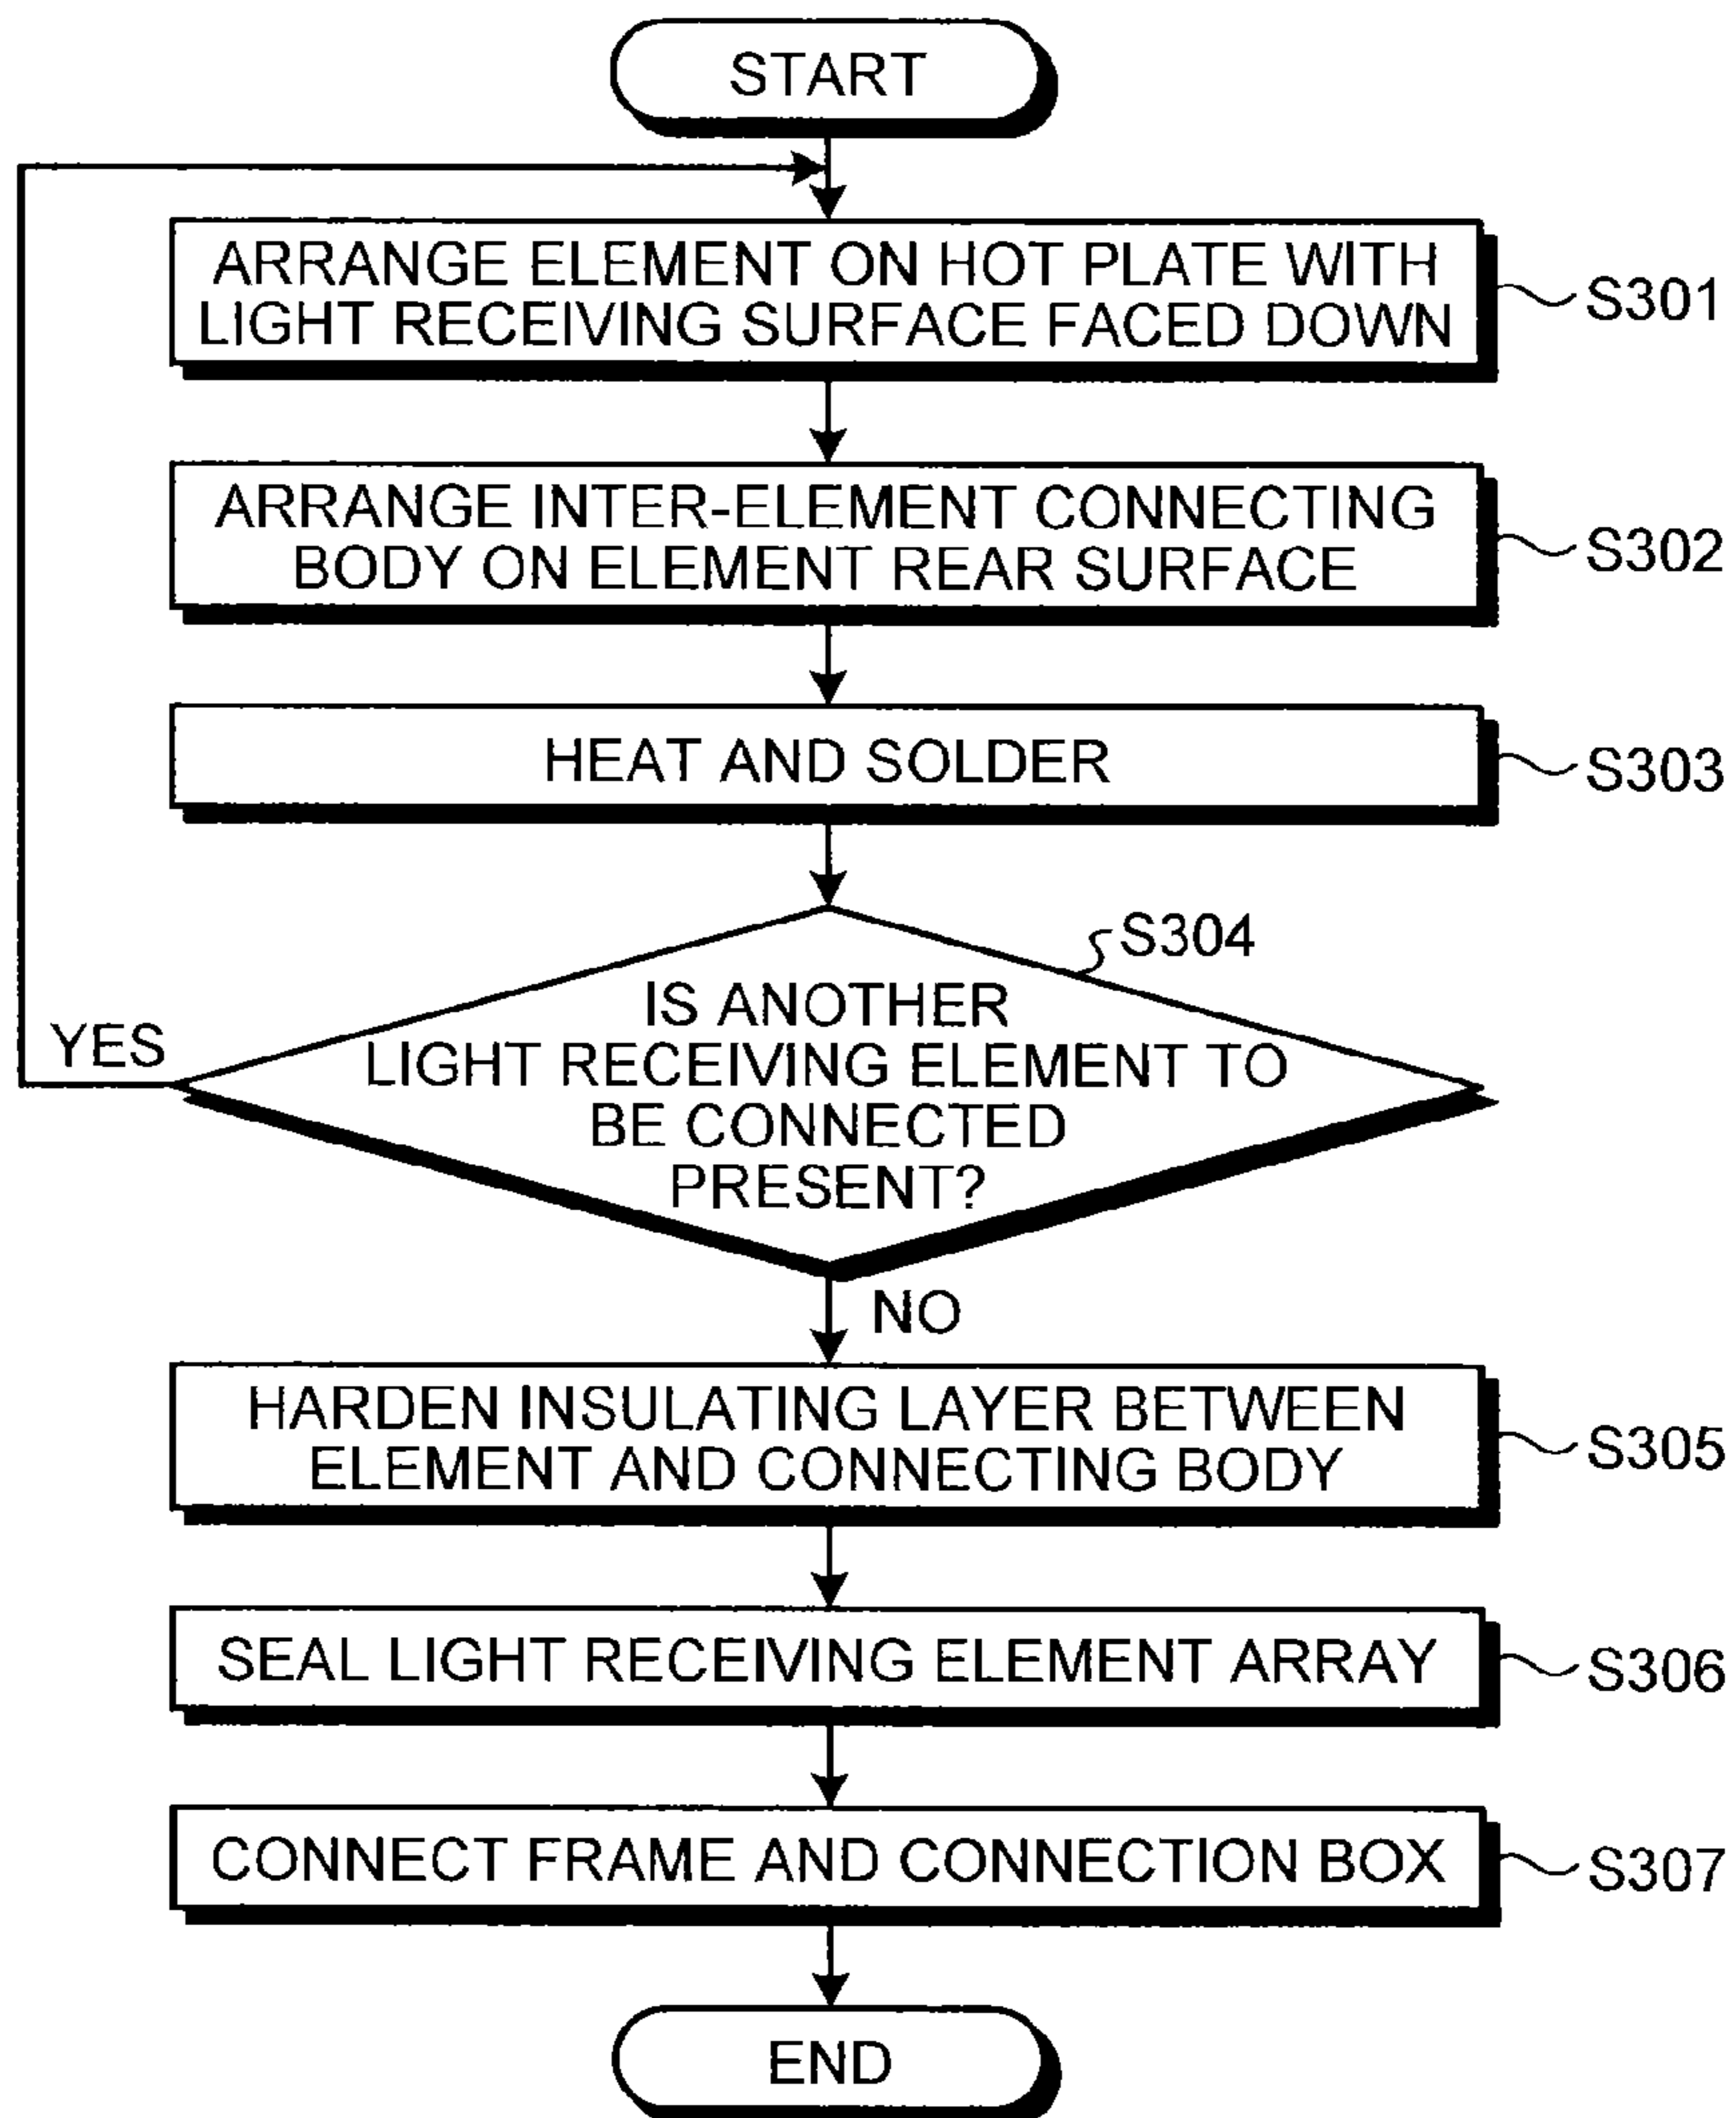 START
ARRANGE ELEMENT ON HOT PLATE WITH
LIGHT RECEIVING SURFACE FACED DOWN
S301
ARRANGE INTER-ELEMENT CONNECTING
BODY ON ELEMENT REAR SURFACE
S302
HEAT AND SOLDER
S303
S304
IS ANOTHER
LIGHT RECEIVING ELEMENT TO
BE CONNECTED
PRESENT?
YES
NO
HARDEN INSULATING LAYER BETWEEN
ELEMENT AND CONNECTING BODY
S305
SEAL LIGHT RECEIVING ELEMENT ARRAY
S306
CONNECT FRAME AND CONNECTION BOX
S307
END